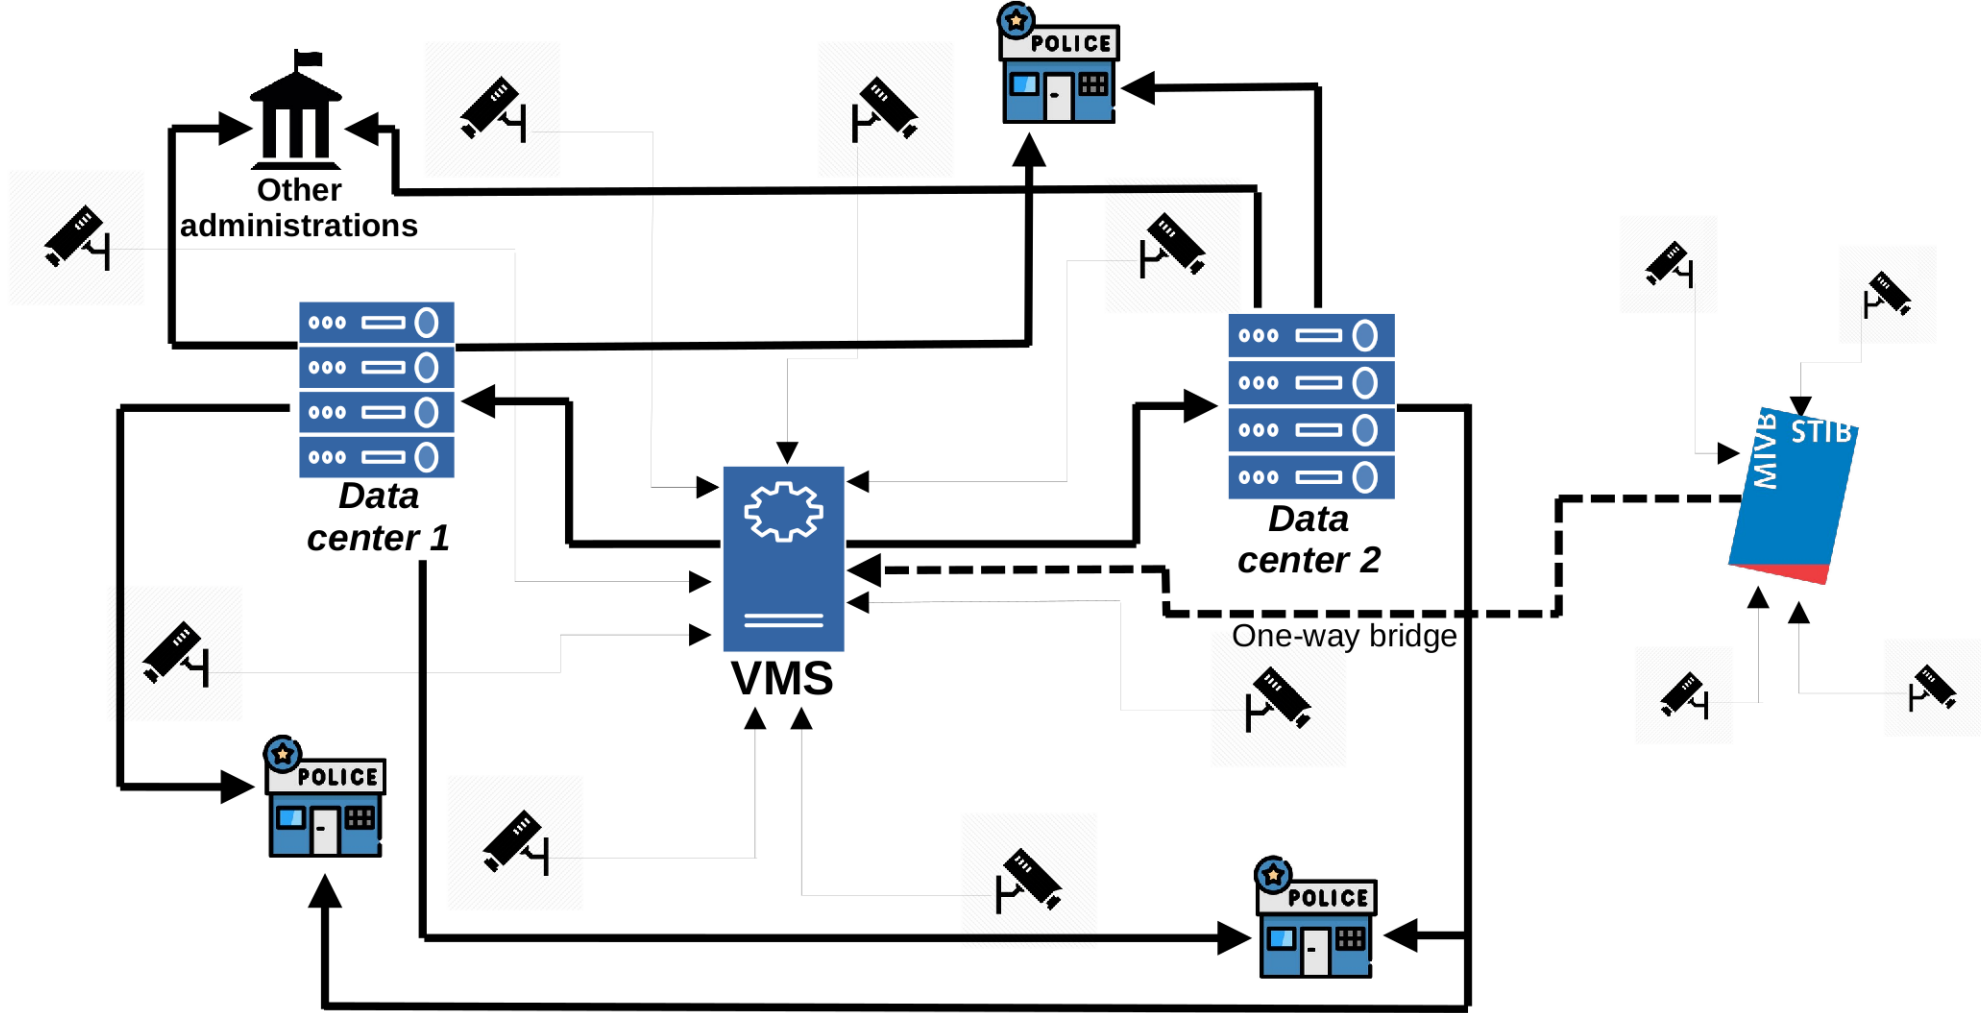 POLICE
Other
administrations
MIVB
STIB
Data
center 1
Data
center 2
One-way bridge
VMS
POLICE
POLICE